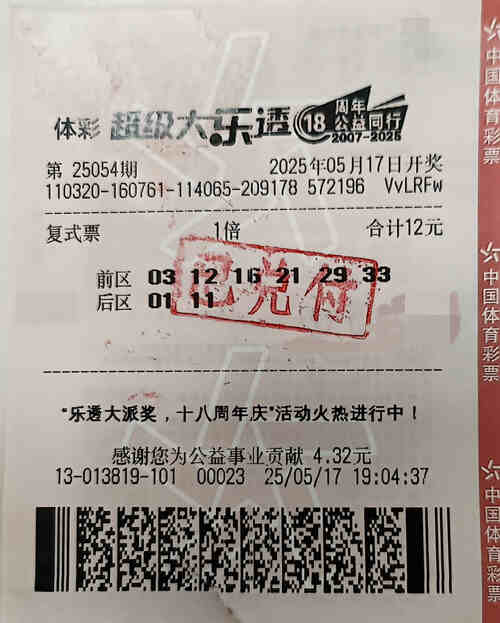 体彩 超级大乐透 18 周年 公益同行 2007-2025
第 25054期 2025年05月17日开奖
110320-160761-114065-209178 572196 VvLRFw
复式票 1倍 合计12元
前区 03 12 16 21 29 33
后区 01 11
已兑付
“乐透大派奖，十八周年庆”活动火热进行中！
感谢您为公益事业贡献 4.32元
13-013819-101 00023 25/05/17 19:04:37
中国体育彩票
中国体育彩票
中国体育彩票